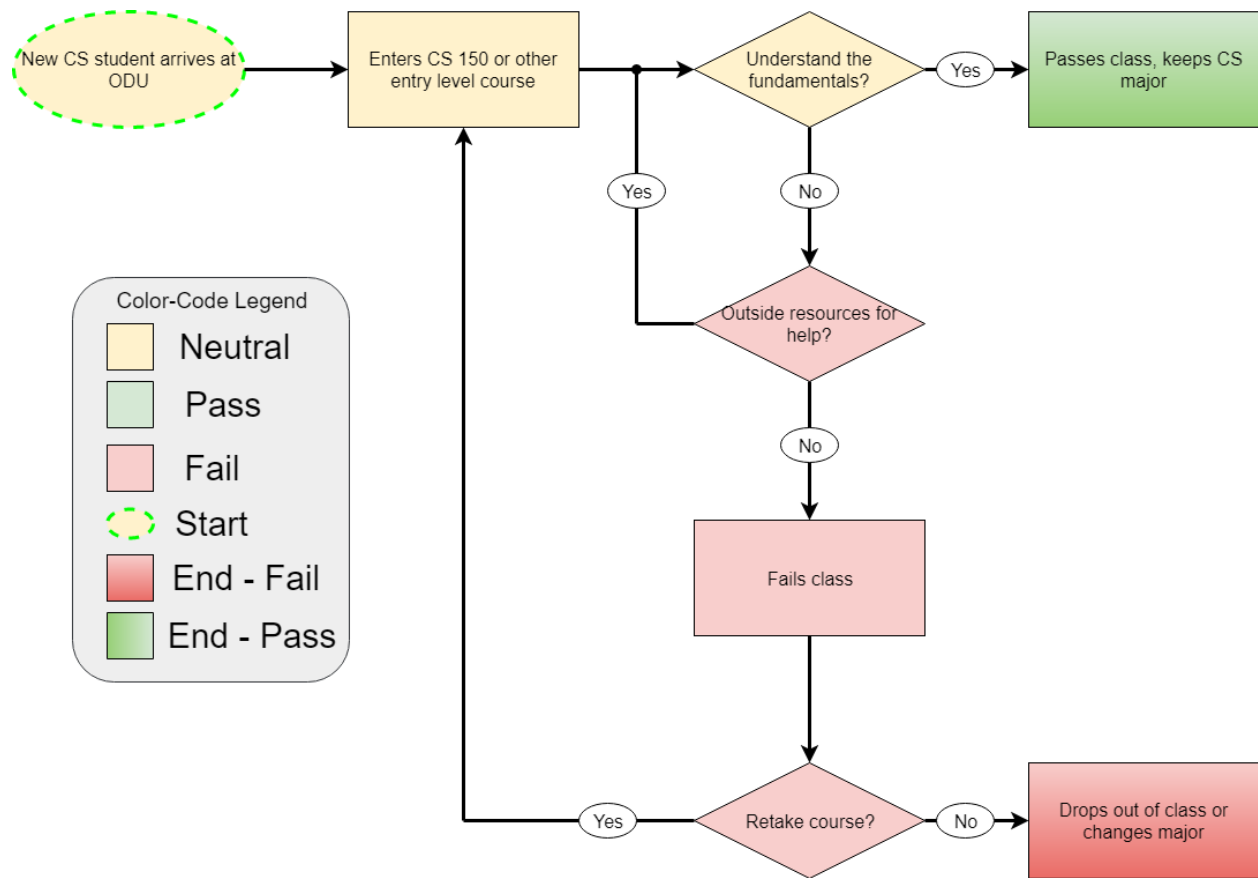 New CS student arrives at
ODU
Enters CS 150 or other
entry level course
Understand the
fundamentals?
Yes
Passes class, keeps CS
major
Yes
No
Outside resources for
help?
No
Fails class
Retake course?
Yes
No
Drops out of class or
changes major
Color-Code Legend
Neutral
Pass
Fail
Start
End - Fail
End - Pass